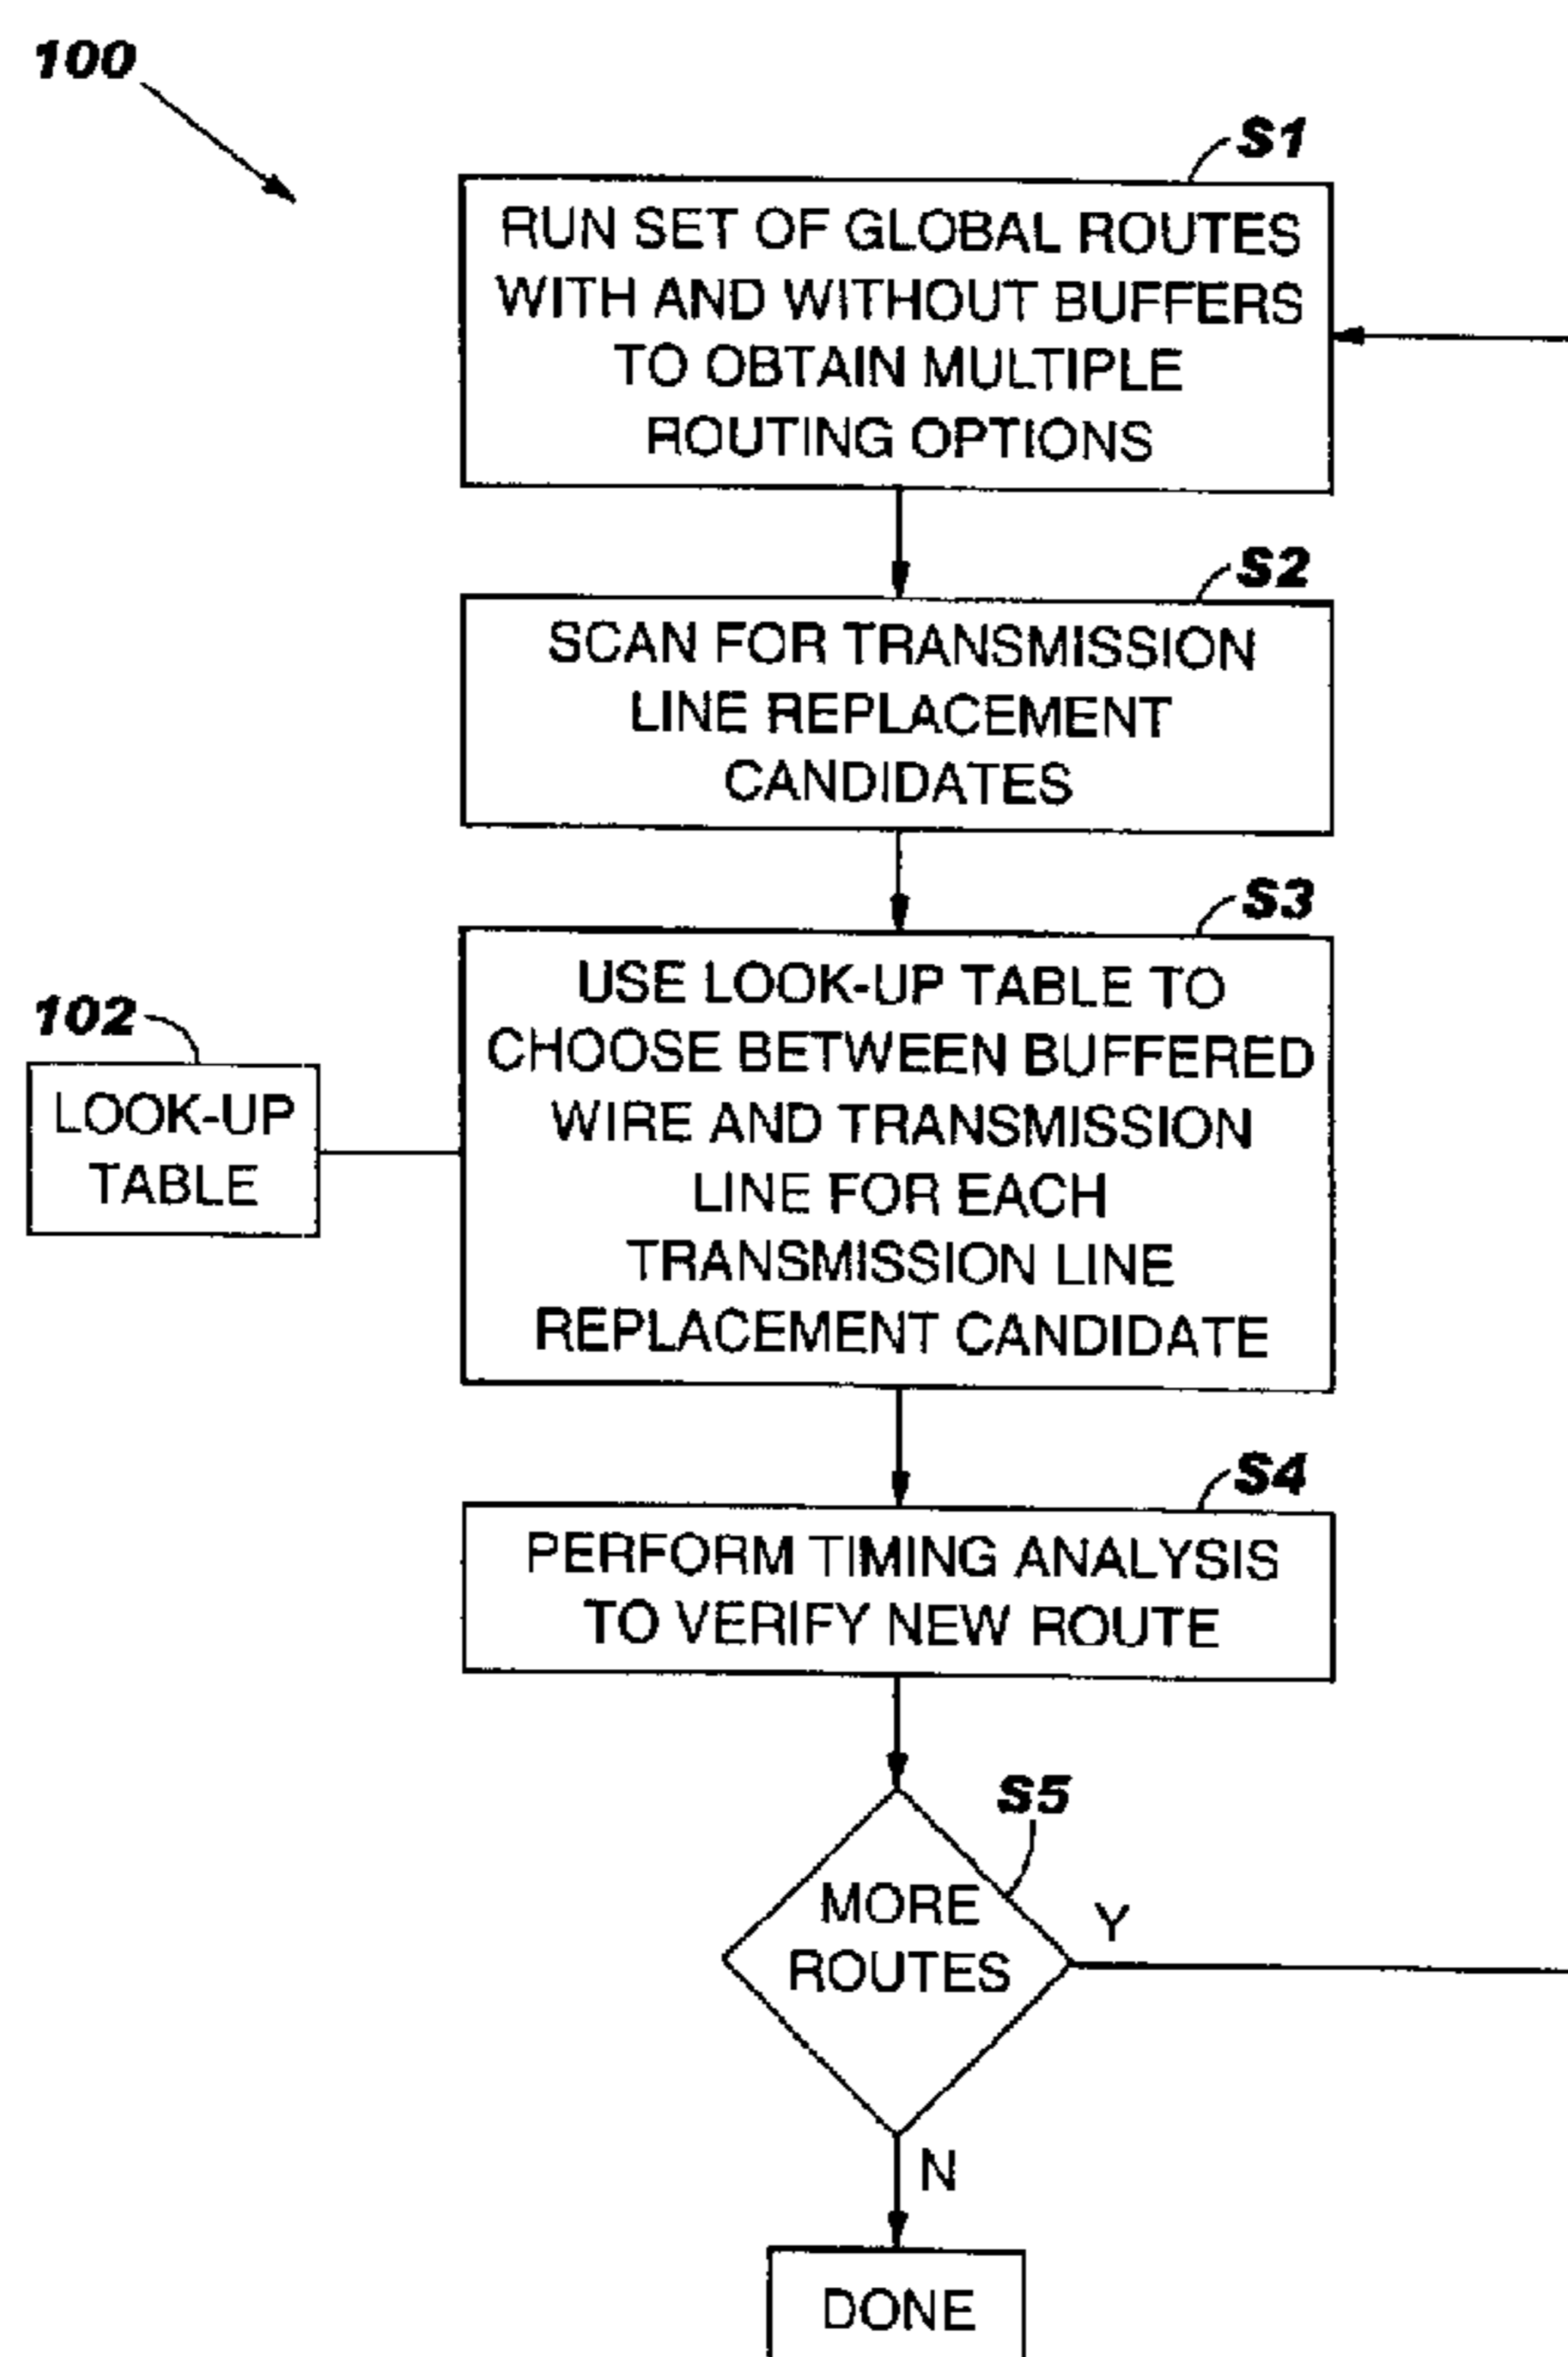 100
S1
RUN SET OF GLOBAL ROUTES
WITH AND WITHOUT BUFFERS
TO OBTAIN MULTIPLE
ROUTING OPTIONS
S2
SCAN FOR TRANSMISSION
LINE REPLACEMENT
CANDIDATES
S3
USE LOOK-UP TABLE TO
CHOOSE BETWEEN BUFFERED
WIRE AND TRANSMISSION
LINE FOR EACH
TRANSMISSION LINE
REPLACEMENT CANDIDATE
102
LOOK-UP
TABLE
S4
PERFORM TIMING ANALYSIS
TO VERIFY NEW ROUTE
S5
MORE
ROUTES
Y
N
DONE